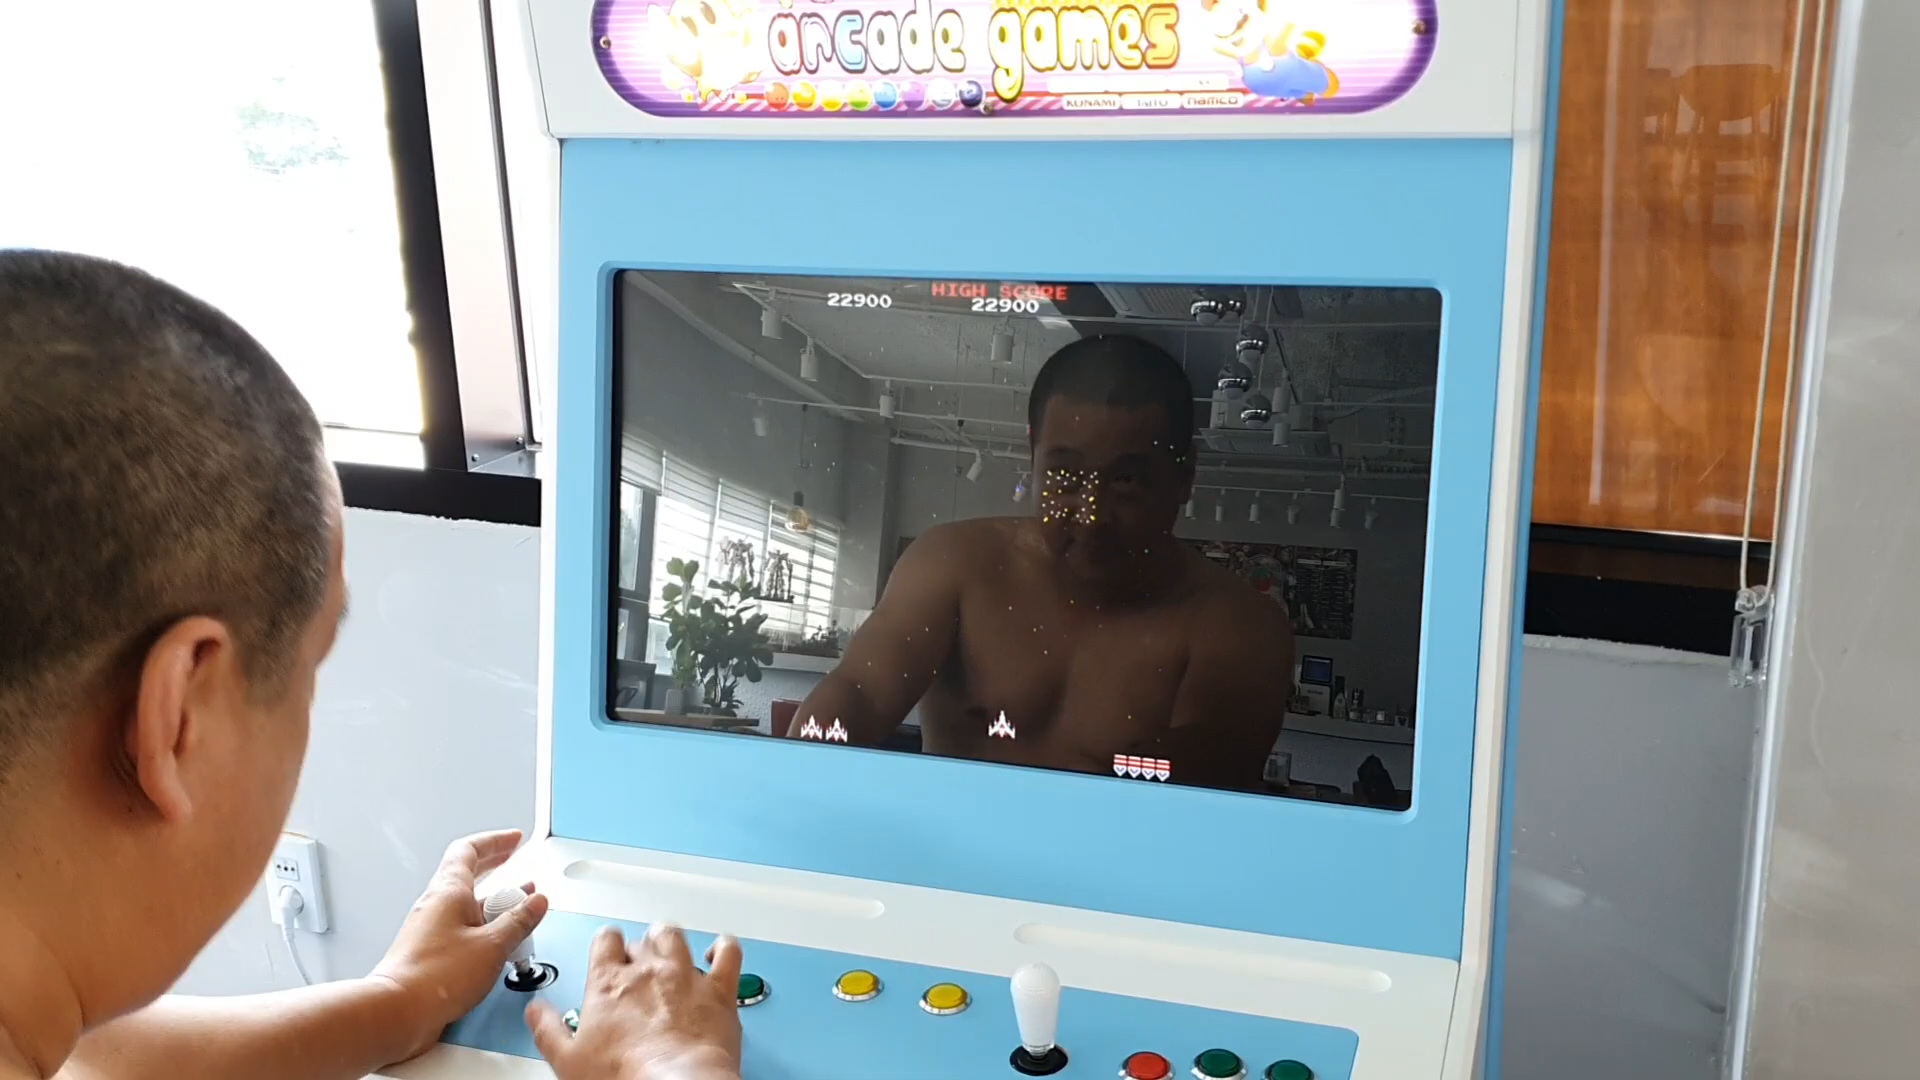 arcade games
KONAMI TAITO namco
HIGH SCORE
22900 22900